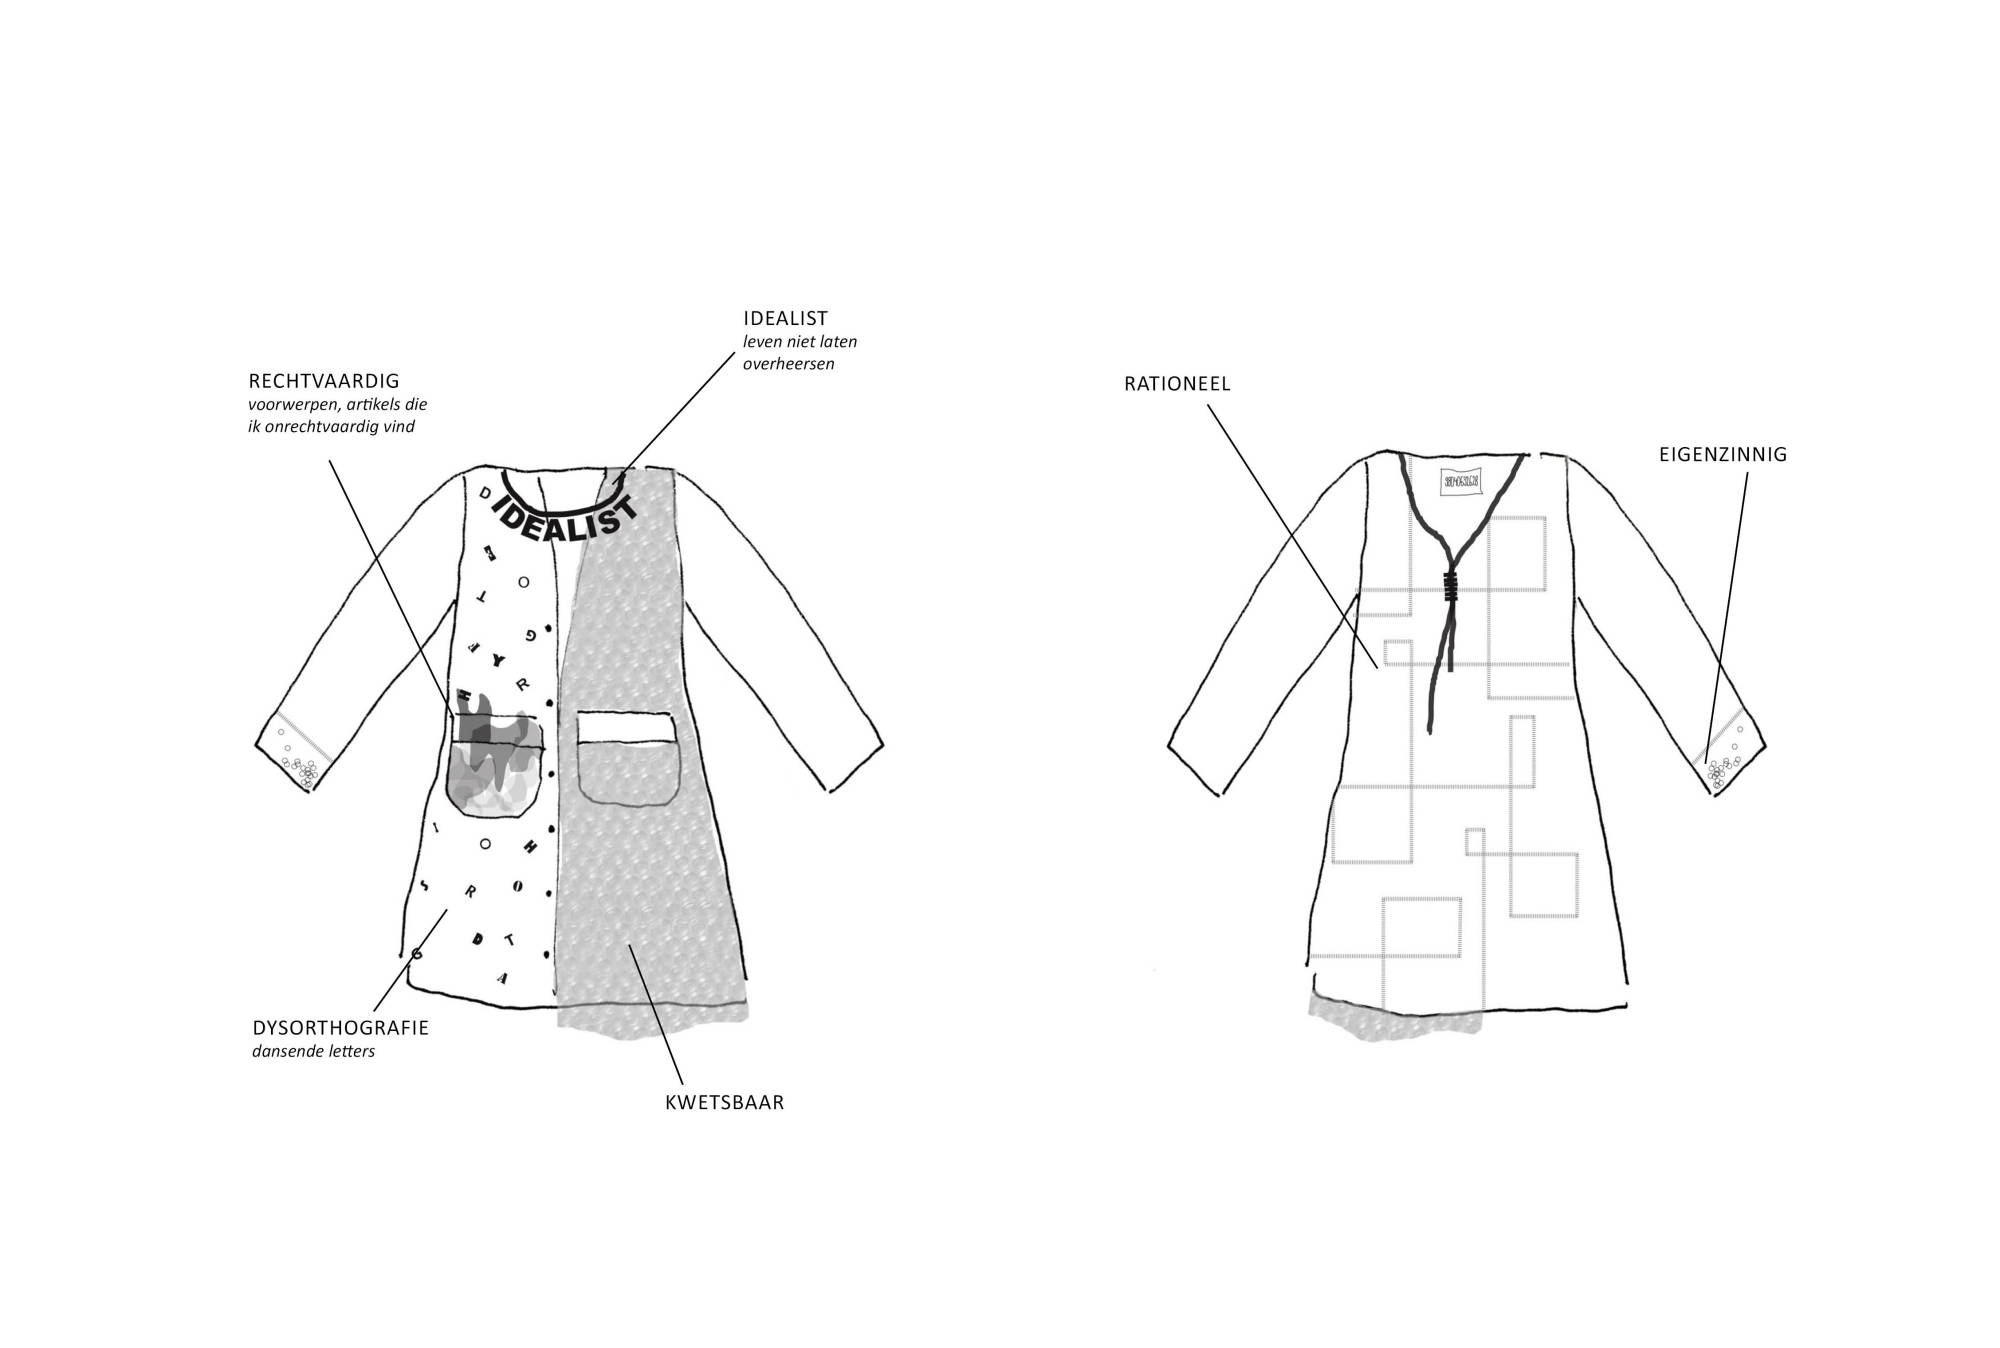 IDEALIST
leven niet laten
overheersen
RECHTVAARDIG
voorwerpen, artikels die
ik onrechtvaardig vind
RATIONEEL
EIGENZINNIG
D
IDEALIST
O
T
G
A
Y
R
H
I
O
H
S
R
O
D
T
G
A
DYSORTHOGRAFIE
dansende letters
KWETSBAAR